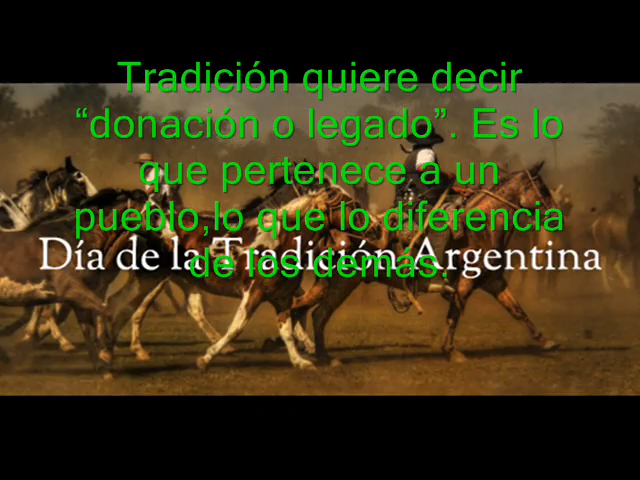 Tradición quiere decir
“donación o legado”. Es lo
que pertenece a un
pueblo,lo que lo diferencia
de los demás.
Día de la Tradición Argentina